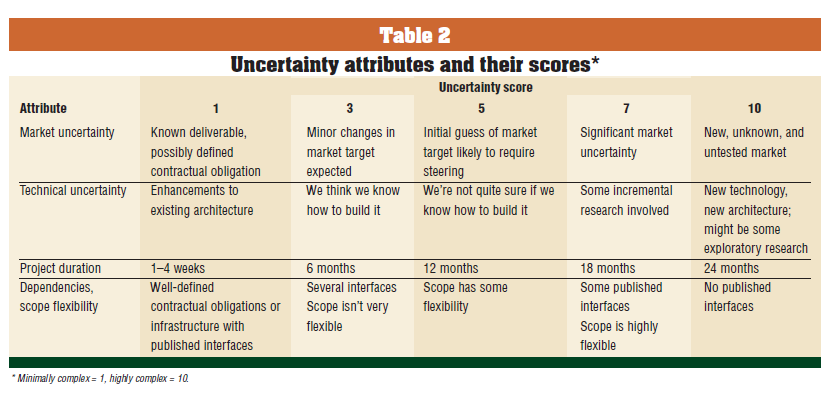 Table 2
Uncertainty attributes and their scores*
Uncertainty score
Attribute 1 3 5 7 10
Market uncertainty Known deliverable, Minor changes in Initial guess of market Significant market New, unknown, and
possibly defined market target target likely to require uncertainty untested market
contractual obligation expected steering
Technical uncertainty Enhancements to We think we know We're not quite sure if we Some incremental New technology,
existing architecture how to build it know how to build it research involved new architecture;
might be some
exploratory research
Project duration 1–4 weeks 6 months 12 months 18 months 24 months
Dependencies, Well-defined Several interfaces Scope has some Some published No published
scope flexibility contractual obligations or Scope isn't very flexibility interfaces interfaces
infrastructure with flexible Scope is highly
published interfaces flexible
* Minimally complex = 1, highly complex = 10.